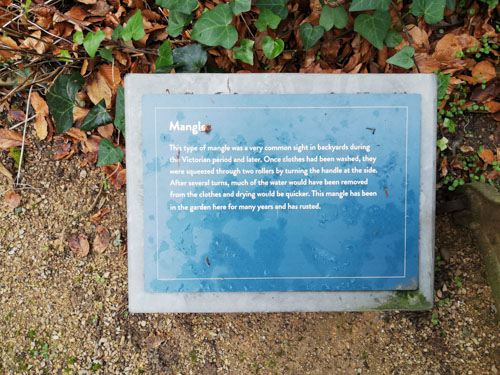 Mangle
This type of mangle was a very common sight in backyards during
the Victorian period and later. Once clothes had been washed, they
were squeezed through two rollers by turning the handle at the side.
After several turns, much of the water would have been removed
from the clothes and drying would be quicker. This mangle has been
in the garden here for many years and has rusted.